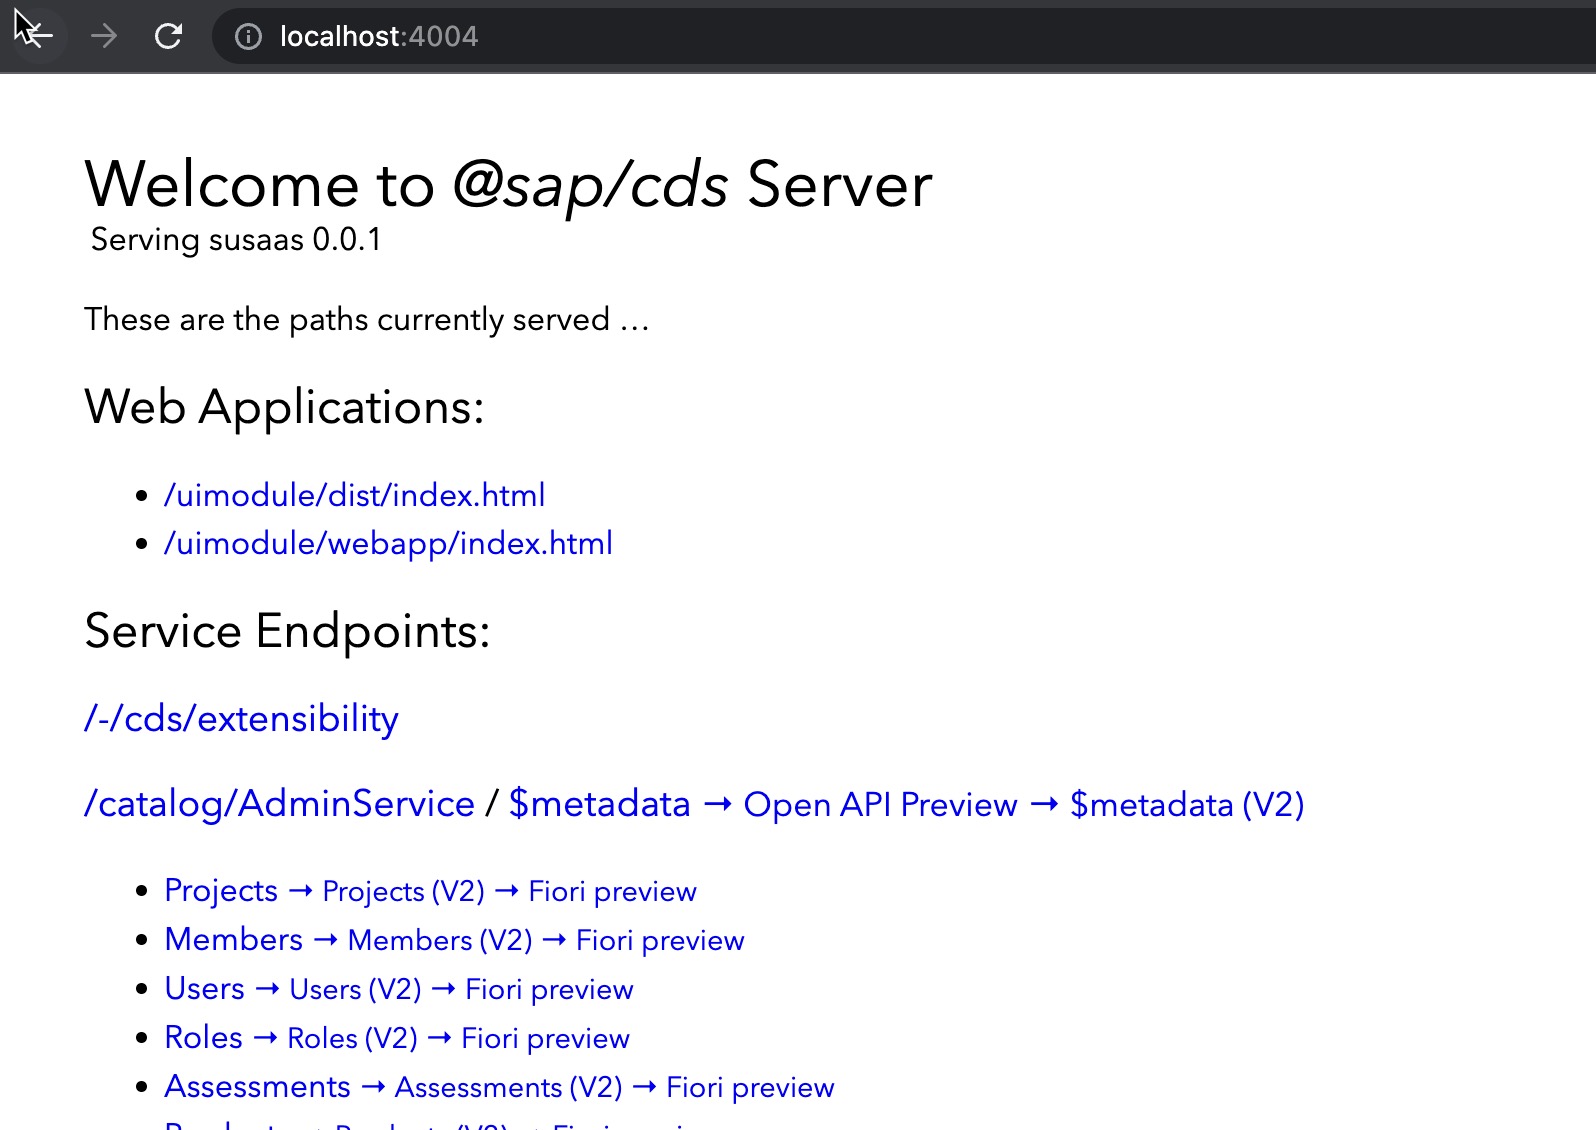 localhost:4004
Welcome to @sap/cds Server
Serving susaas 0.0.1
These are the paths currently served …
Web Applications:
• /uimodule/dist/index.html
• /uimodule/webapp/index.html
Service Endpoints:
/-/cds/extensibility
/catalog/AdminService / $metadata → Open API Preview → $metadata (V2)
• Projects → Projects (V2) → Fiori preview
• Members → Members (V2) → Fiori preview
• Users → Users (V2) → Fiori preview
• Roles → Roles (V2) → Fiori preview
• Assessments → Assessments (V2) → Fiori preview